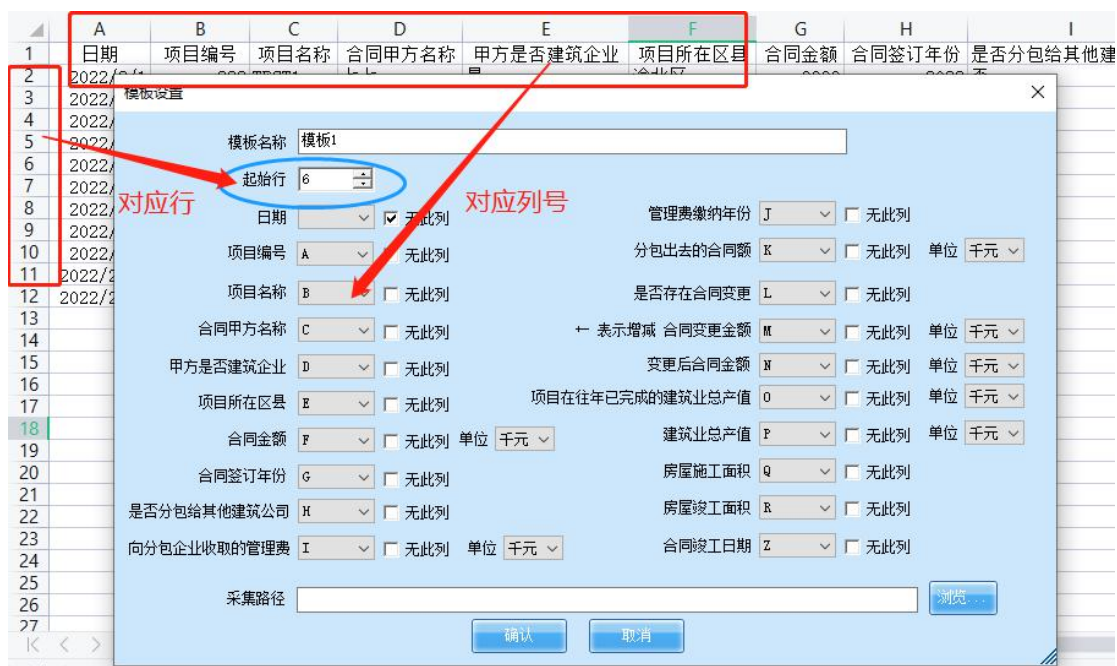 A B C D E F G H I
1 日期 项目编号 项目名称 合同甲方名称 甲方是否建筑企业 项目所在区县 合同金额 合同签订年份 是否分包给其他建
2 2022/
3 2022/
模板设置
4 2022/
5 2022/
模板名称 模板1
6 2022/
7 2022/
起始行 6
8 2022/
对应行
对应列号
9 2022/
日期 无此列
管理费缴纳年份 J 无此列
10 2022/
项目编号 A 无此列
分包出去的合同额 K 无此列 单位 千元
11 2022/2
12 2022/2
项目名称 B 无此列
是否存在合同变更 L 无此列
13
14
合同甲方名称 C 无此列
← 表示增减 合同变更金额 M 无此列 单位 千元
15
甲方是否建筑企业 D 无此列
变更后合同金额 N 无此列 单位 千元
16
17
项目所在区县 E 无此列
项目在往年已完成的建筑业总产值 O 无此列 单位 千元
18
19
合同金额 F 无此列 单位 千元
建筑业总产值 P 无此列 单位 千元
20
合同签订年份 G 无此列
房屋施工面积 Q 无此列
21
22
是否分包给其他建筑公司 H 无此列
房屋竣工面积 R 无此列
23
24
向分包企业收取的管理费 I 无此列 单位 千元
合同竣工日期 Z 无此列
25
26
采集路径 浏览...
27
确认 取消